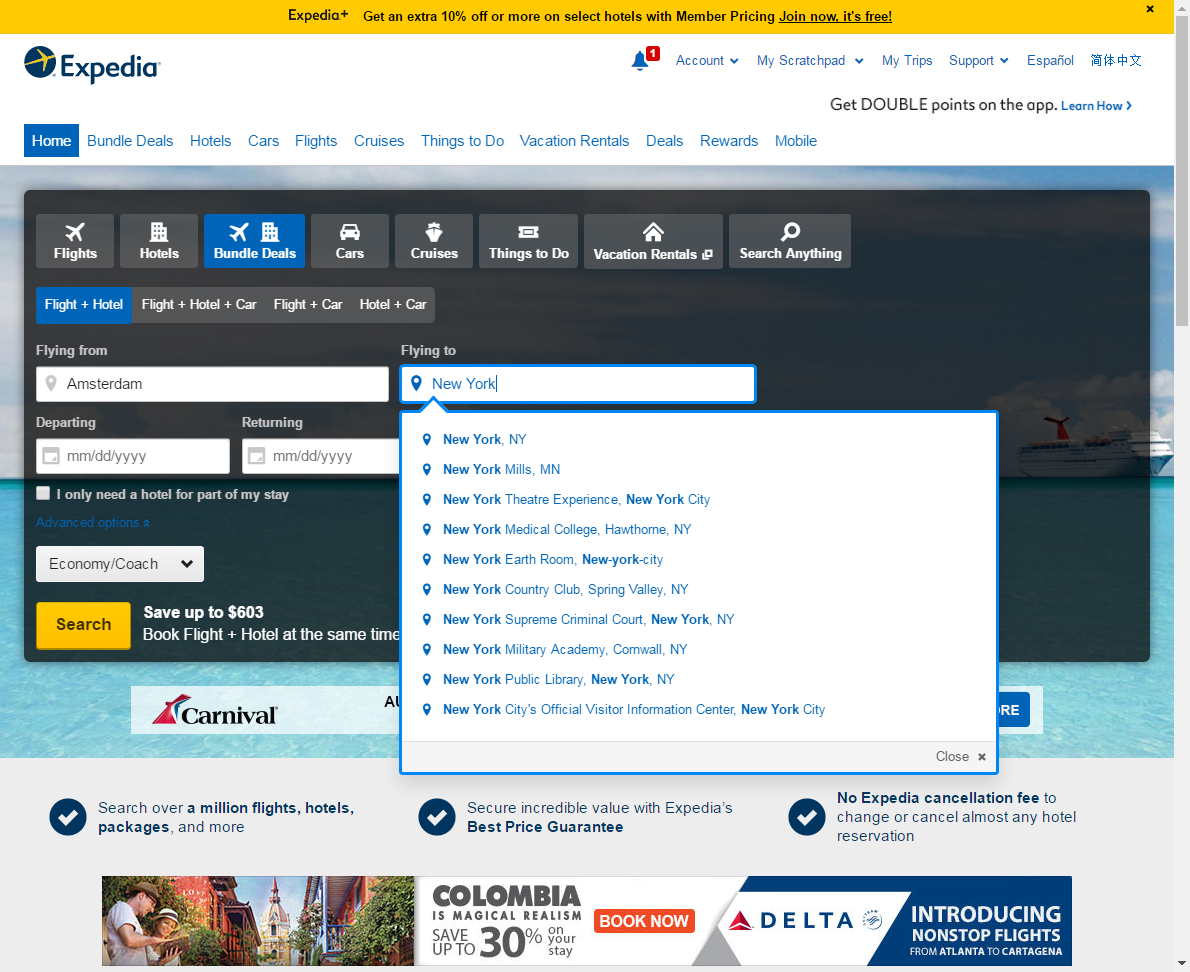 Expedia+ Get an extra 10% off or more on select hotels with Member Pricing Join now, it's free!
Expedia
1
Account
My Scratchpad
My Trips
Support
Español
简体中文
Get DOUBLE points on the app. Learn How
Home
Bundle Deals
Hotels
Cars
Flights
Cruises
Things to Do
Vacation Rentals
Deals
Rewards
Mobile
Flights
Hotels
Bundle Deals
Cars
Cruises
Things to Do
Vacation Rentals
Search Anything
Flight + Hotel
Flight + Hotel + Car
Flight + Car
Hotel + Car
Flying from
Flying to
Amsterdam
New York
Departing
Returning
mm/dd/yyyy
mm/dd/yyyy
I only need a hotel for part of my stay
Advanced options
Economy/Coach
Search
Save up to $603
Book Flight + Hotel at the same time
New York, NY
New York Mills, MN
New York Theatre Experience, New York City
New York Medical College, Hawthorne, NY
New York Earth Room, New-york-city
New York Country Club, Spring Valley, NY
New York Supreme Criminal Court, New York, NY
New York Military Academy, Cornwall, NY
New York Public Library, New York, NY
New York City's Official Visitor Information Center, New York City
Close
Carnival
Search over a million flights, hotels,
packages, and more
Secure incredible value with Expedia's
Best Price Guarantee
No Expedia cancellation fee to
change or cancel almost any hotel
reservation
COLOMBIA
IS MAGICAL REALISM
SAVE UP TO 30% on your stay
BOOK NOW
DELTA
INTRODUCING
NONSTOP FLIGHTS
FROM ATLANTA TO CARTAGENA